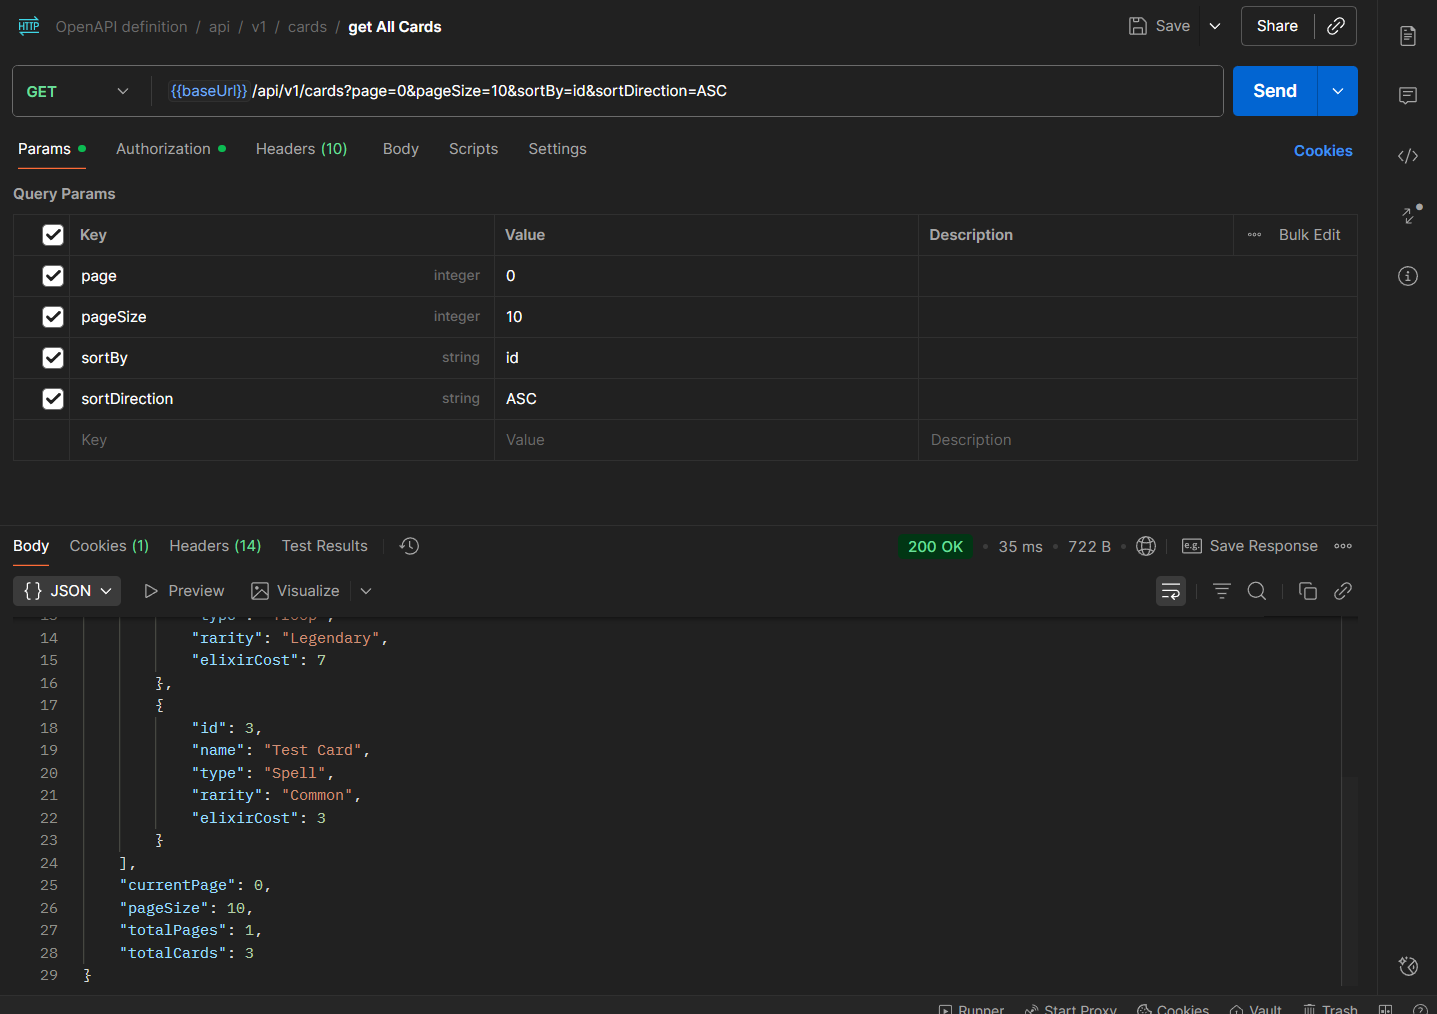 HTTP OpenAPI definition / api / v1 / cards / get All Cards Save Share
GET {{baseUrl}} /api/v1/cards?page=0&pageSize=10&sortBy=id&sortDirection=ASC Send
Params Authorization Headers (10) Body Scripts Settings Cookies
Query Params
Key Value Description Bulk Edit
page integer 0
pageSize integer 10
sortBy string id
sortDirection string ASC
Key Value Description
Body Cookies (1) Headers (14) Test Results 200 OK 35 ms 722 B e.g. Save Response
{ } JSON Preview Visualize
13 "type": "Troop",
14 "rarity": "Legendary",
15 "elixirCost": 7
16 },
17 {
18 "id": 3,
19 "name": "Test Card",
20 "type": "Spell",
21 "rarity": "Common",
22 "elixirCost": 3
23 }
24 ],
25 "currentPage": 0,
26 "pageSize": 10,
27 "totalPages": 1,
28 "totalCards": 3
29 }
Runner Start Proxy Cookies Vault Trash